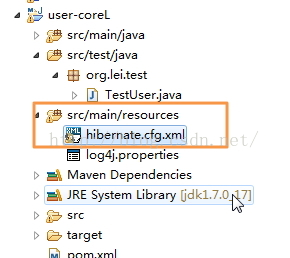 user-coreL
src/main/java
src/test/java
org.lei.test
TestUser.java
src/main/resources
hibernate.cfg.xml
log4j.properties
Maven Dependencies
JRE System Library [jdk1.7.0_17]
src
target
pom.xml